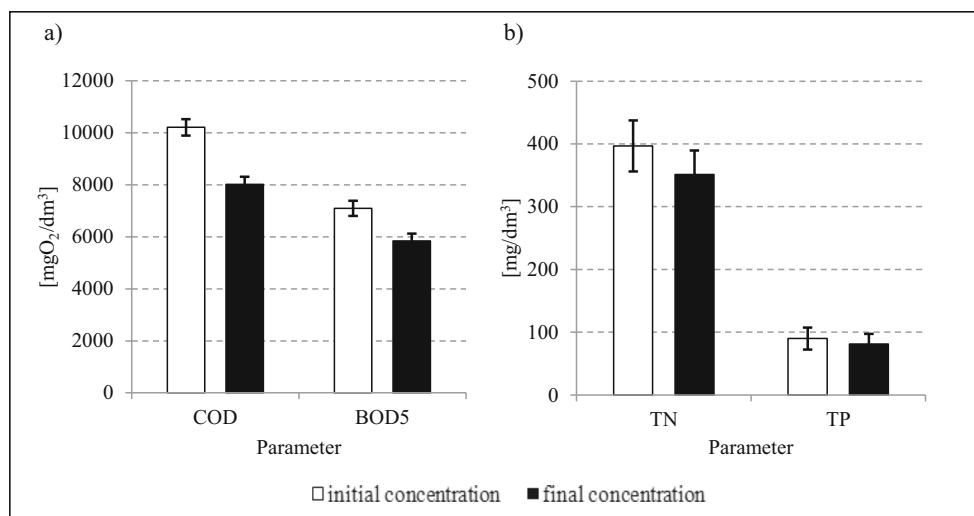 a)
[mgO₂/dm³]
12000
10000
8000
6000
4000
2000
0
COD BOD5
Parameter
b)
[mg/dm³]
500
400
300
200
100
0
TN TP
Parameter
initial concentration final concentration